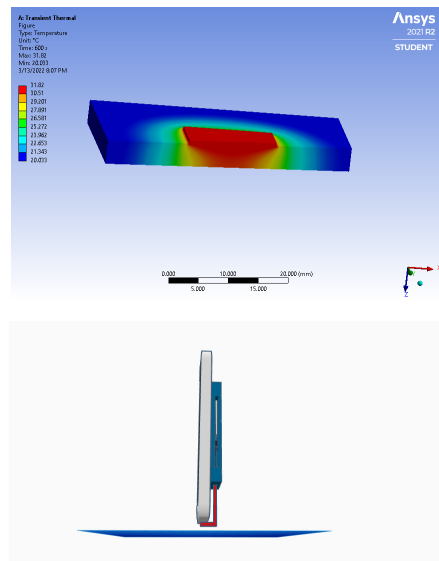 A: Transient Thermal
Figure
Type: Temperature
Unit: °C
Time: 600 s
Max: 31.82
Min: 20.033
3/13/2022 8:07 PM
31.82
30.51
29.201
27.891
26.581
25.272
23.962
22.653
21.343
20.033
Ansys
2021 R2
STUDENT
0.000 10.000 20.000 (mm)
5.000 15.000
X
Z